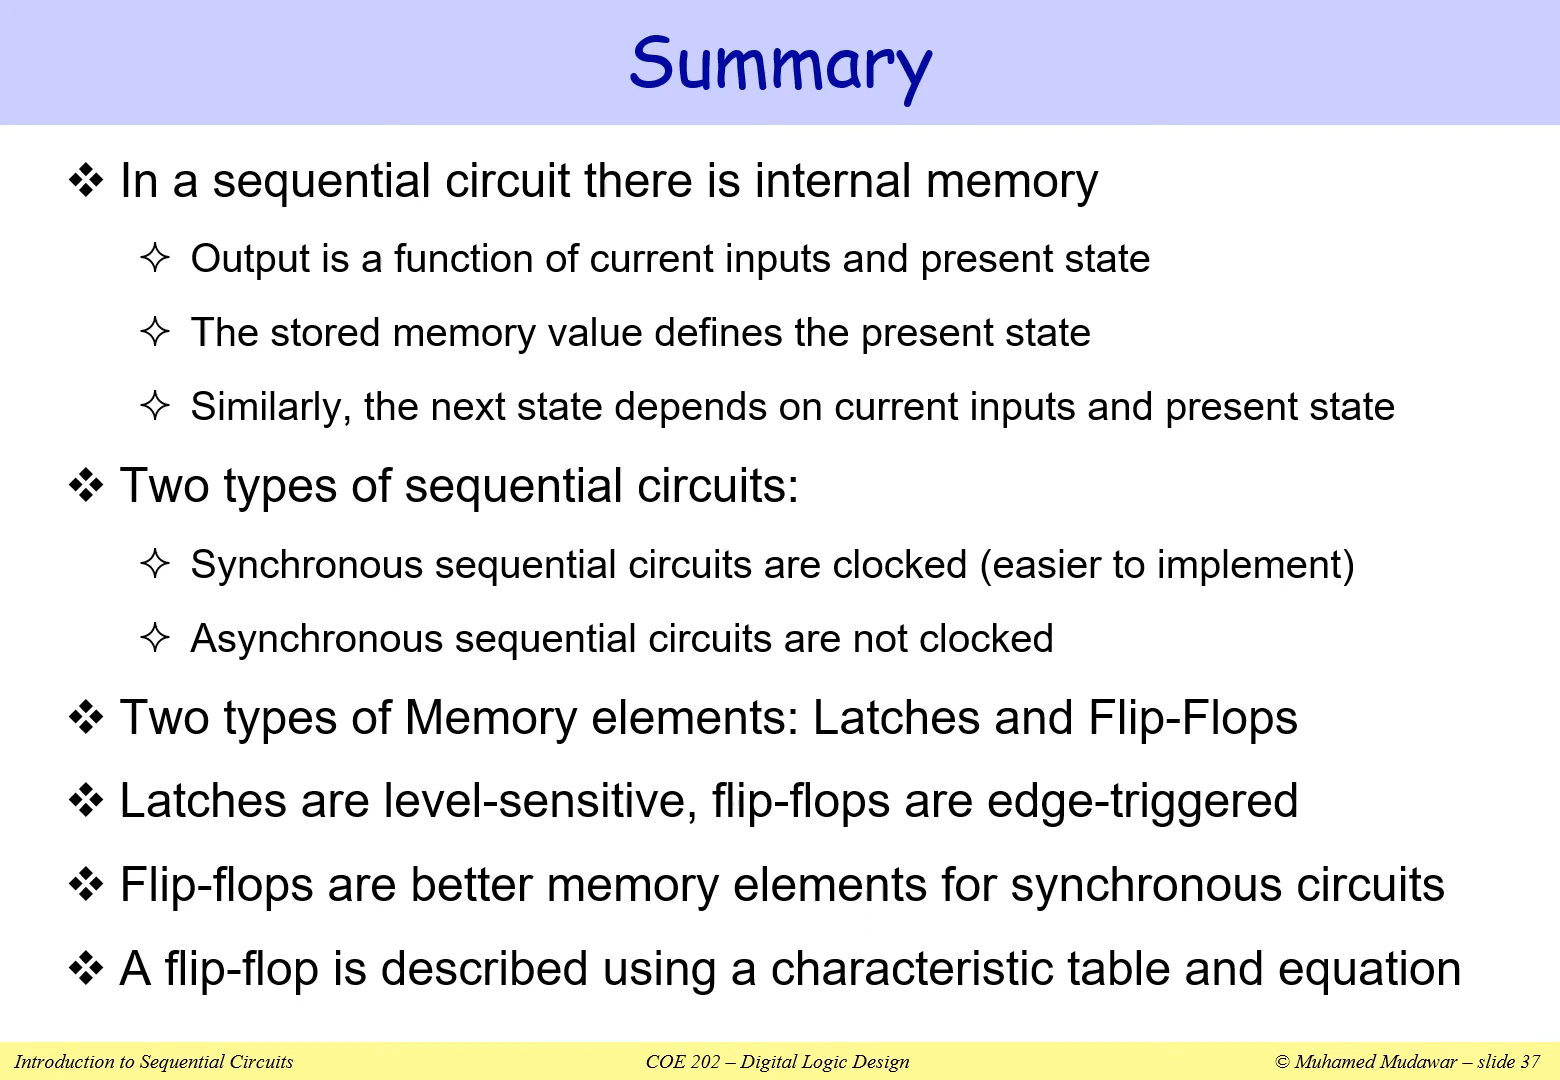 Summary
❖ In a sequential circuit there is internal memory
✧ Output is a function of current inputs and present state
✧ The stored memory value defines the present state
✧ Similarly, the next state depends on current inputs and present state
❖ Two types of sequential circuits:
✧ Synchronous sequential circuits are clocked (easier to implement)
✧ Asynchronous sequential circuits are not clocked
❖ Two types of Memory elements: Latches and Flip-Flops
❖ Latches are level-sensitive, flip-flops are edge-triggered
❖ Flip-flops are better memory elements for synchronous circuits
❖ A flip-flop is described using a characteristic table and equation
Introduction to Sequential Circuits COE 202 – Digital Logic Design © Muhamed Mudawar – slide 37